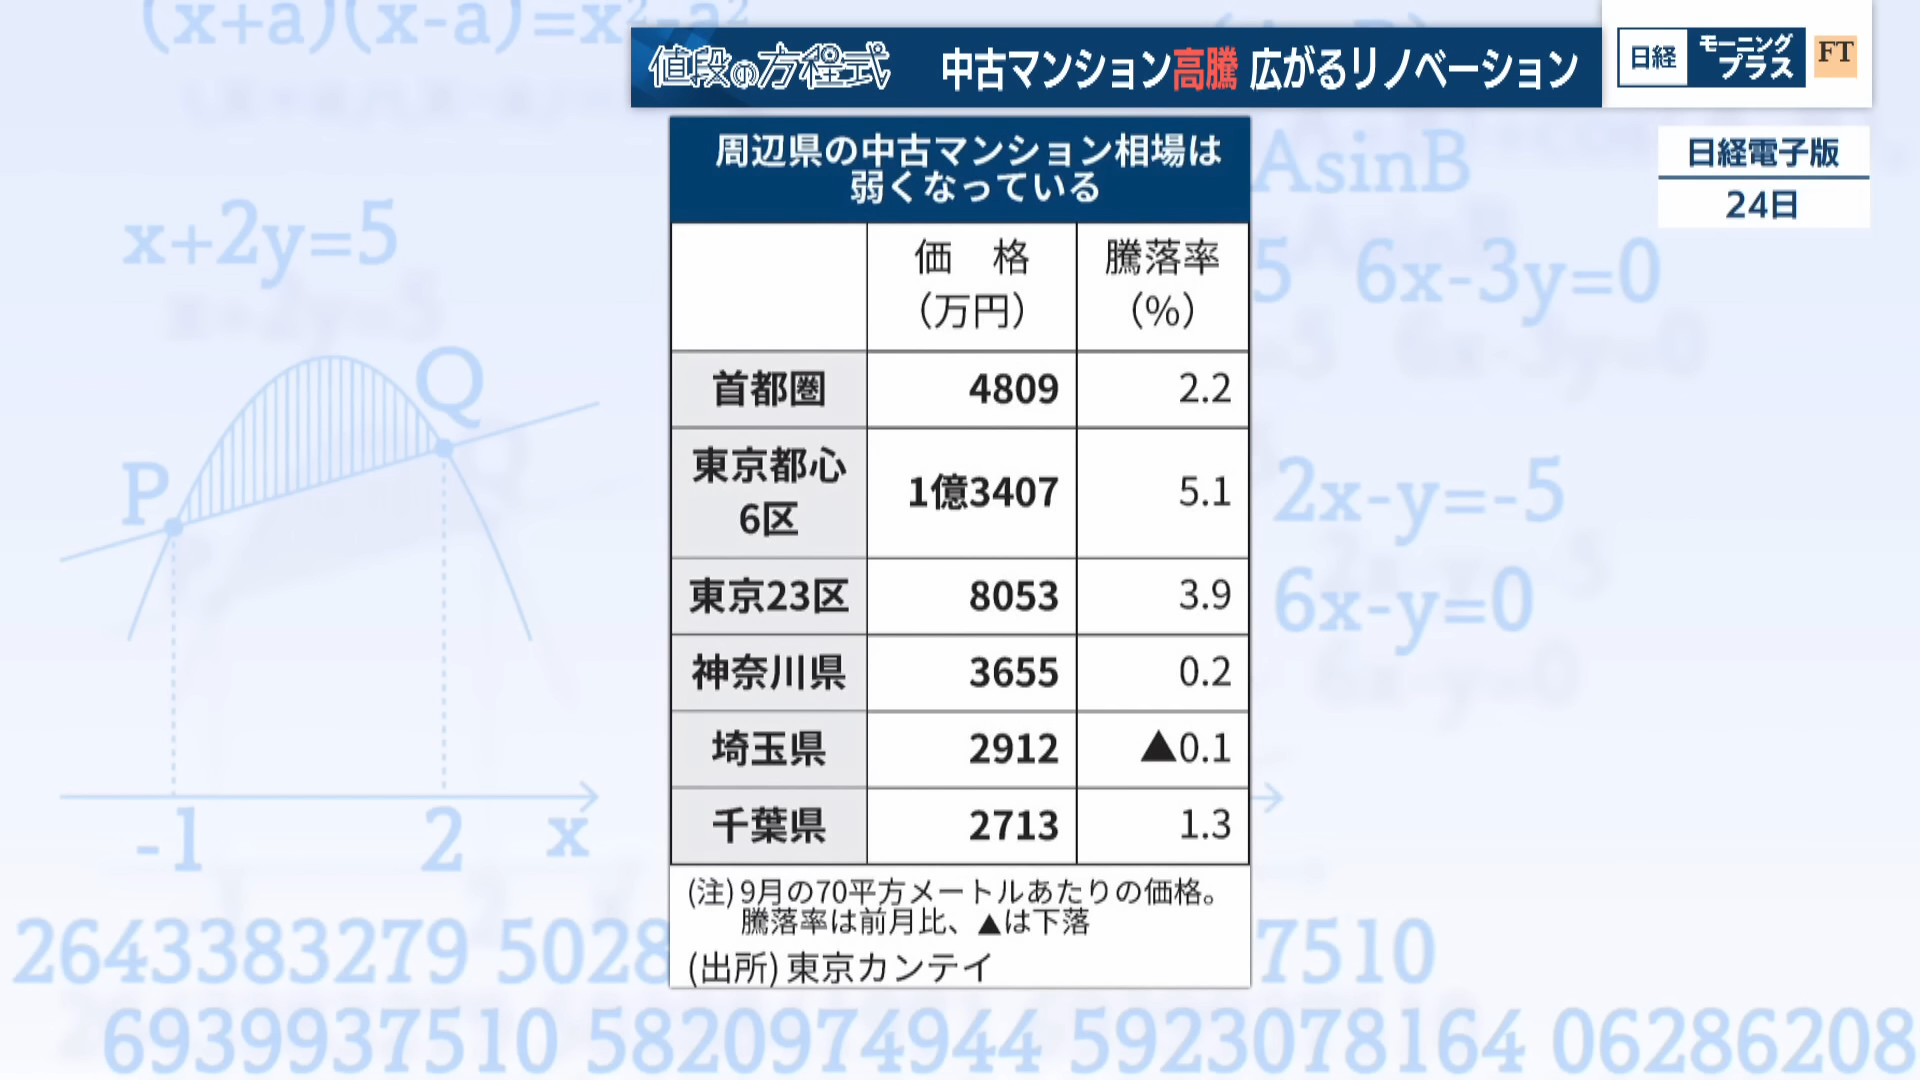 (x+a)(x-a)=x²-a²
値段の方程式 中古マンション高騰 広がるリノベーション
日経 モーニングプラス FT
日経電子版
24日
周辺県の中古マンション相場は
弱くなっている
価 格 騰落率
(万円) (%)
首都圏 4809 2.2
東京都心
6区 1億3407 5.1
東京23区 8053 3.9
神奈川県 3655 0.2
埼玉県 2912 ▲0.1
千葉県 2713 1.3
(注)9月の70平方メートルあたりの価格。
騰落率は前月比、▲は下落
(出所)東京カンテイ
x+2y=5
Q
P
-1 2 x
AsinB
5 6x-3y=0
2x-y=-5
6x-y=0
2643383279 5028 7510
6939937510 5820974944 5923078164 06286208